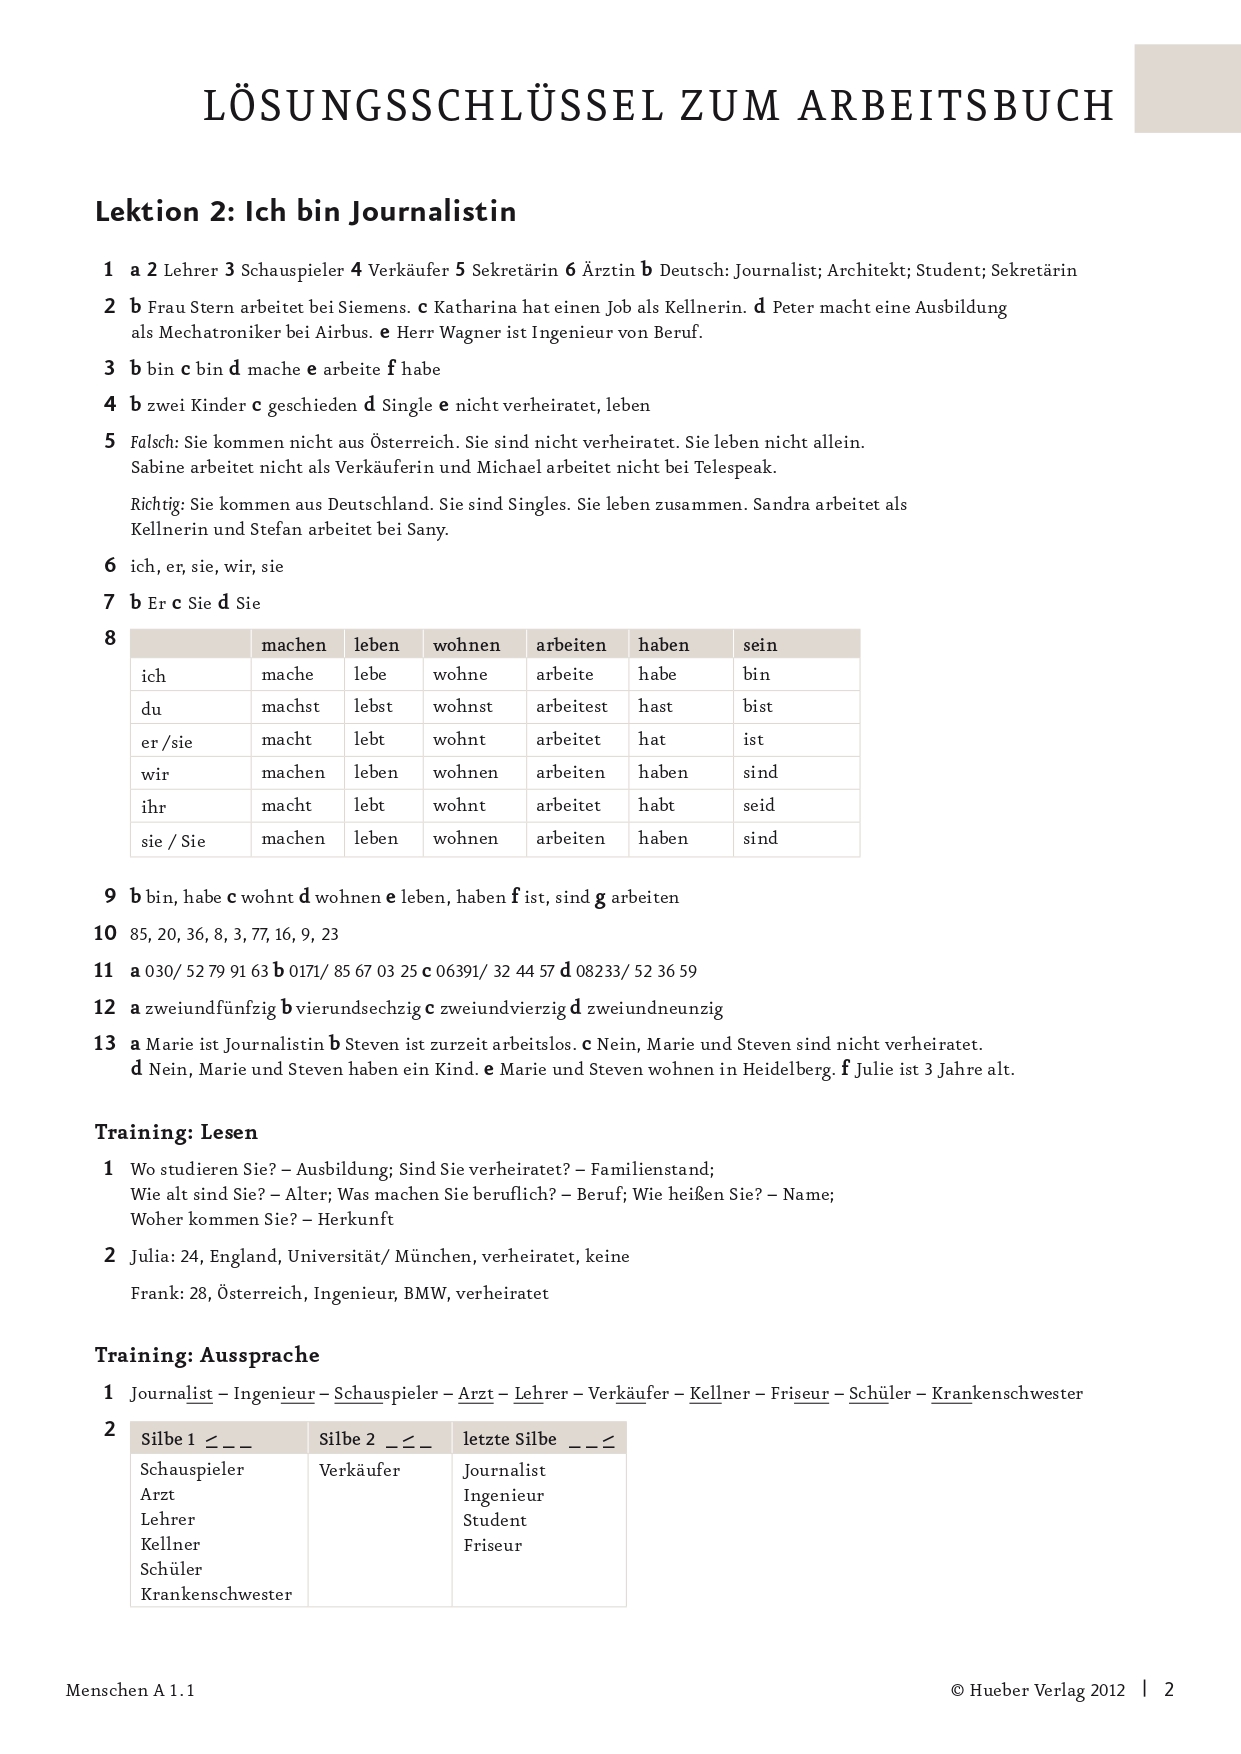 LÖSUNGSSCHLÜSSEL ZUM ARBEITSBUCH
Lektion 2: Ich bin Journalistin
1 a 2 Lehrer 3 Schauspieler 4 Verkäufer 5 Sekretärin 6 Ärztin b Deutsch: Journalist; Architekt; Student; Sekretärin
2 b Frau Stern arbeitet bei Siemens. c Katharina hat einen Job als Kellnerin. d Peter macht eine Ausbildung
als Mechatroniker bei Airbus. e Herr Wagner ist Ingenieur von Beruf.
3 b bin c bin d mache e arbeite f habe
4 b zwei Kinder c geschieden d Single e nicht verheiratet, leben
5 Falsch: Sie kommen nicht aus Österreich. Sie sind nicht verheiratet. Sie leben nicht allein.
Sabine arbeitet nicht als Verkäuferin und Michael arbeitet nicht bei Telespeak.
Richtig: Sie kommen aus Deutschland. Sie sind Singles. Sie leben zusammen. Sandra arbeitet als
Kellnerin und Stefan arbeitet bei Sany.
6 ich, er, sie, wir, sie
7 b Er c Sie d Sie
8 machen leben wohnen arbeiten haben sein
ich mache lebe wohne arbeite habe bin
du machst lebst wohnst arbeitest hast bist
er /sie macht lebt wohnt arbeitet hat ist
wir machen leben wohnen arbeiten haben sind
ihr macht lebt wohnt arbeitet habt seid
sie / Sie machen leben wohnen arbeiten haben sind
9 b bin, habe c wohnt d wohnen e leben, haben f ist, sind g arbeiten
10 85, 20, 36, 8, 3, 77, 16, 9, 23
11 a 030/ 52 79 91 63 b 0171/ 85 67 03 25 c 06391/ 32 44 57 d 08233/ 52 36 59
12 a zweiundfünfzig b vierundsechzig c zweiundvierzig d zweiundneunzig
13 a Marie ist Journalistin b Steven ist zurzeit arbeitslos. c Nein, Marie und Steven sind nicht verheiratet.
d Nein, Marie und Steven haben ein Kind. e Marie und Steven wohnen in Heidelberg. f Julie ist 3 Jahre alt.
Training: Lesen
1 Wo studieren Sie? – Ausbildung; Sind Sie verheiratet? – Familienstand;
Wie alt sind Sie? – Alter; Was machen Sie beruflich? – Beruf; Wie heißen Sie? – Name;
Woher kommen Sie? – Herkunft
2 Julia: 24, England, Universität/ München, verheiratet, keine
Frank: 28, Österreich, Ingenieur, BMW, verheiratet
Training: Aussprache
1 Journalist – Ingenieur – Schauspieler – Arzt – Lehrer – Verkäufer – Kellner – Friseur – Schüler – Krankenschwester
2 Silbe 1 Silbe 2 letzte Silbe
Schauspieler Verkäufer Journalist
Arzt Ingenieur
Lehrer Student
Kellner Friseur
Schüler
Krankenschwester
Menschen A 1.1 © Hueber Verlag 2012 | 2